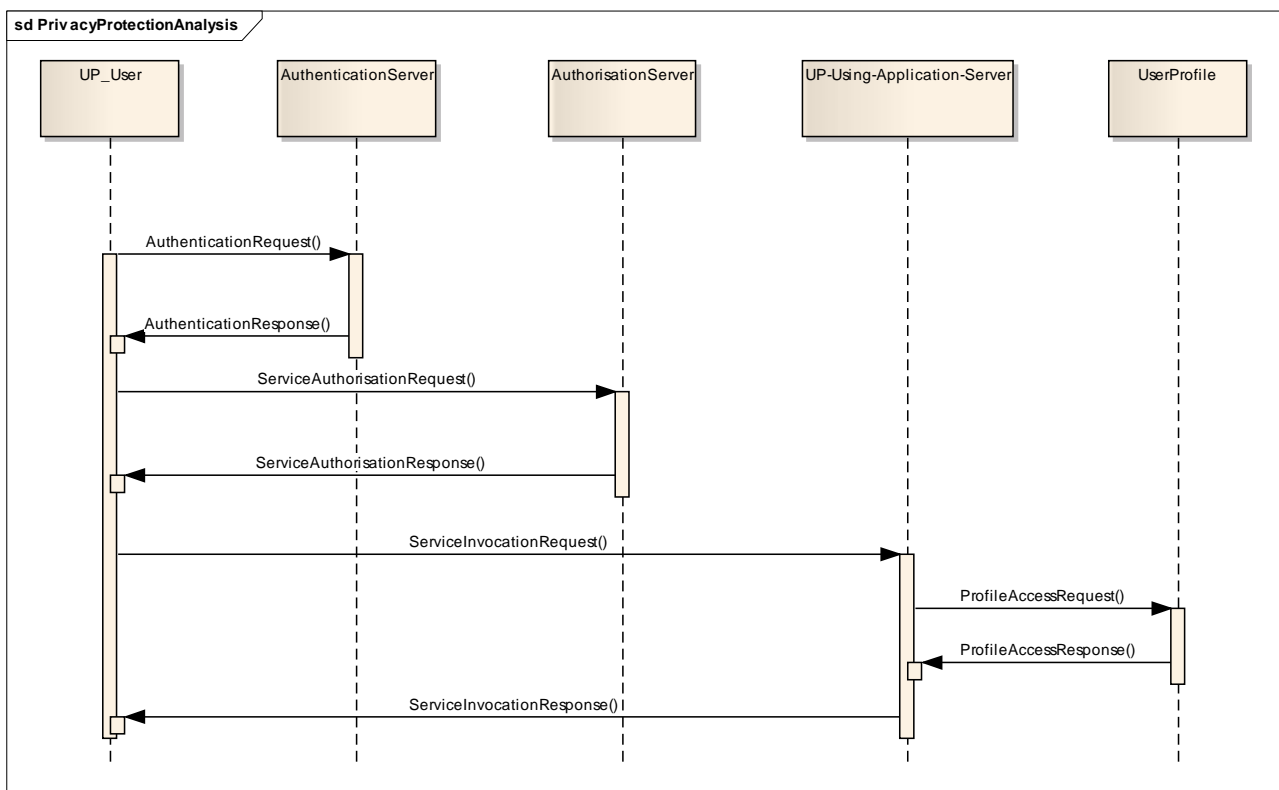 sd PrivacyProtectionAnalysis
UP_User
AuthenticationServer
AuthorisationServer
UP-Using-Application-Server
UserProfile
AuthenticationRequest()
AuthenticationResponse()
ServiceAuthorisationRequest()
ServiceAuthorisationResponse()
ServiceInvocationRequest()
ProfileAccessRequest()
ProfileAccessResponse()
ServiceInvocationResponse()